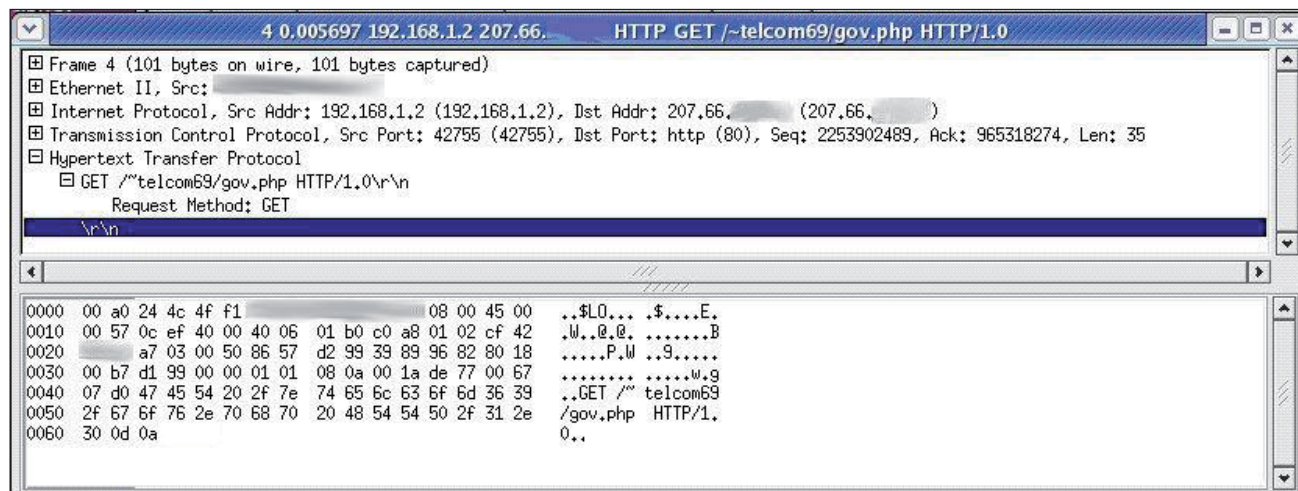 4 0.005697 192.168.1.2 207.66. HTTP GET /~telcom69/gov.php HTTP/1.0
Frame 4 (101 bytes on wire, 101 bytes captured)
Ethernet II, Src:
Internet Protocol, Src Addr: 192.168.1.2 (192.168.1.2), Dst Addr: 207.66. (207.66. )
Transmission Control Protocol, Src Port: 42755 (42755), Dst Port: http (80), Seq: 2253902489, Ack: 965318274, Len: 35
Hypertext Transfer Protocol
GET /~telcom69/gov.php HTTP/1.0\r\n
Request Method: GET
\r\n
0000 00 a0 24 4c 4f f1 08 00 45 00 ..$LO... .$....E.
0010 00 57 0c ef 40 00 40 06 01 b0 c0 a8 01 02 cf 42 .W..@.@. .......B
0020 a7 03 00 50 86 57 d2 99 39 89 96 82 80 18 .....P.W ..9.....
0030 00 b7 d1 99 00 00 01 01 08 0a 00 1a de 77 00 67 ........ .....w.g
0040 07 d0 47 45 54 20 2f 7e 74 65 6c 63 6f 6d 36 39 ..GET /~ telcom69
0050 2f 67 6f 76 2e 70 68 70 20 48 54 54 50 2f 31 2e /gov.php HTTP/1.
0060 30 0d 0a 0..